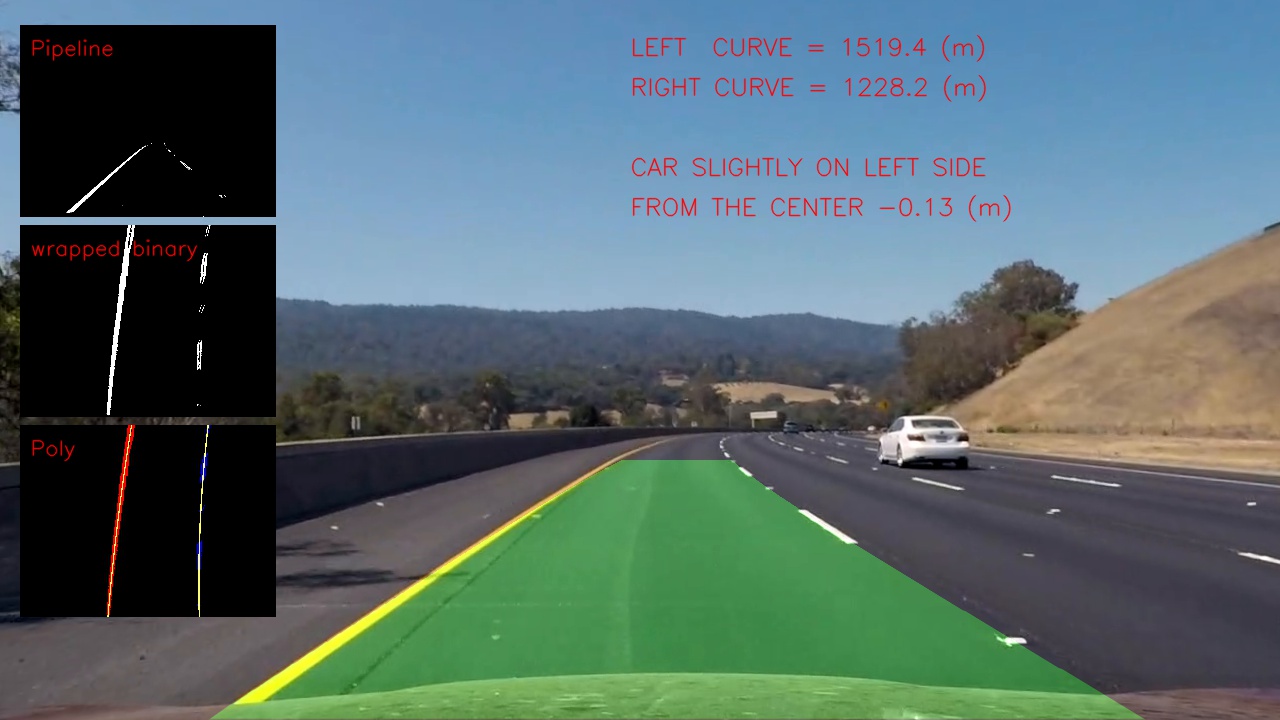 Pipeline
wrapped binary
Poly
LEFT CURVE = 1519.4 (m)
RIGHT CURVE = 1228.2 (m)
CAR SLIGHTLY ON LEFT SIDE
FROM THE CENTER -0.13 (m)